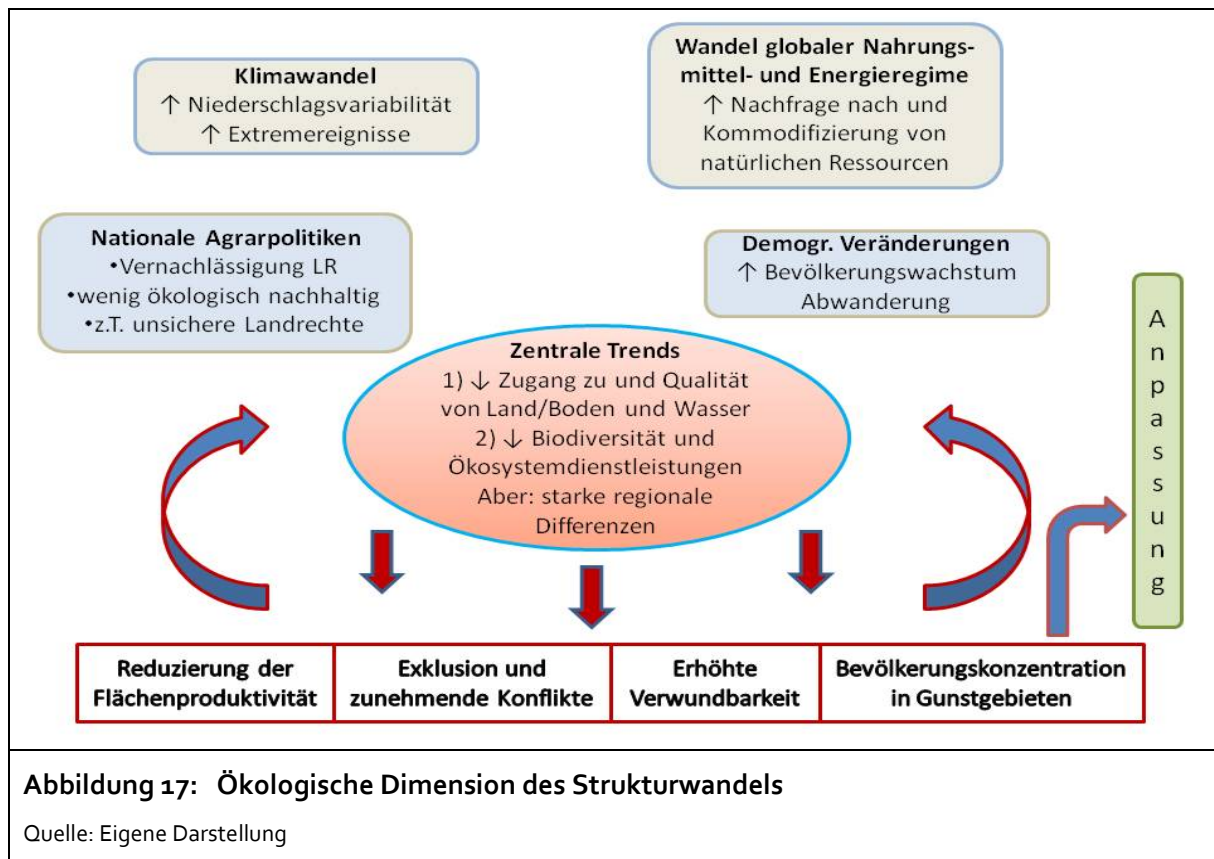 Klimawandel
↑ Niederschlagsvariabilität
↑ Extremereignisse
Wandel globaler Nahrungs-
mittel- und Energieregime
↑ Nachfrage nach und
Kommodifizierung von
natürlichen Ressourcen
Nationale Agrarpolitiken
•Vernachlässigung LR
•wenig ökologisch nachhaltig
•z.T. unsichere Landrechte
Demogr. Veränderungen
↑ Bevölkerungswachstum
Abwanderung
Zentrale Trends
1) ↓ Zugang zu und Qualität
von Land/Boden und Wasser
2) ↓ Biodiversität und
Ökosystemdienstleistungen
Aber: starke regionale
Differenzen
Anpassung
Reduzierung der
Flächenproduktivität
Exklusion und
zunehmende Konflikte
Erhöhte
Verwundbarkeit
Bevölkerungskonzentration
in Gunstgebieten
Abbildung 17: Ökologische Dimension des Strukturwandels
Quelle: Eigene Darstellung